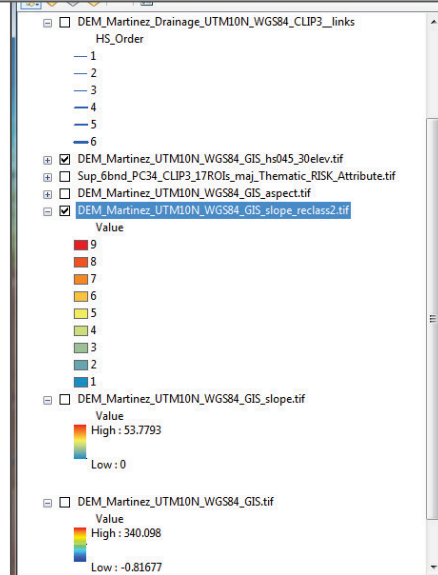 DEM_Martinez_Drainage_UTM10N_WGS84_CLIP3__links
HS_Order
1
2
3
4
5
6
DEM_Martinez_UTM10N_WGS84_GIS_hs045_30elev.tif
Sup_6bnd_PC34_CLIP3_17ROIs_maj_Thematic_RISK_Attribute.tif
DEM_Martinez_UTM10N_WGS84_GIS_aspect.tif
DEM_Martinez_UTM10N_WGS84_GIS_slope_reclass2.tif
Value
9
8
7
6
5
4
3
2
1
DEM_Martinez_UTM10N_WGS84_GIS_slope.tif
Value
High : 53.7793
Low : 0
DEM_Martinez_UTM10N_WGS84_GIS.tif
Value
High : 340.098
Low : -0.81677